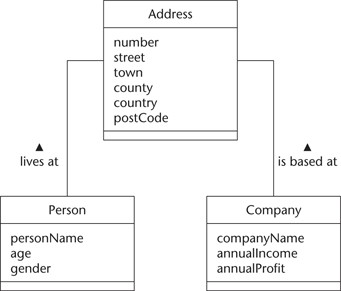 Address
number
street
town
county
country
postCode
lives at
is based at
Person
personName
age
gender
Company
companyName
annualIncome
annualProfit